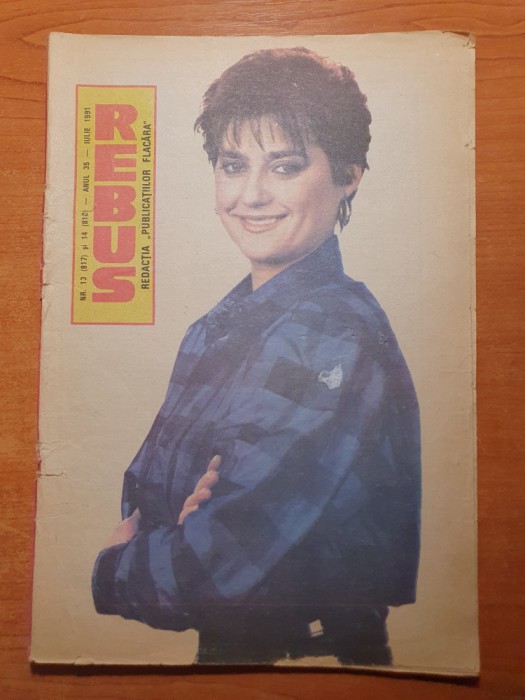 REBUS
NR. 13 (817) și 14 (818) — ANUL 35 — IULIE 1991
REDACȚIA „PUBLICAȚIILOR FLACĂRA”